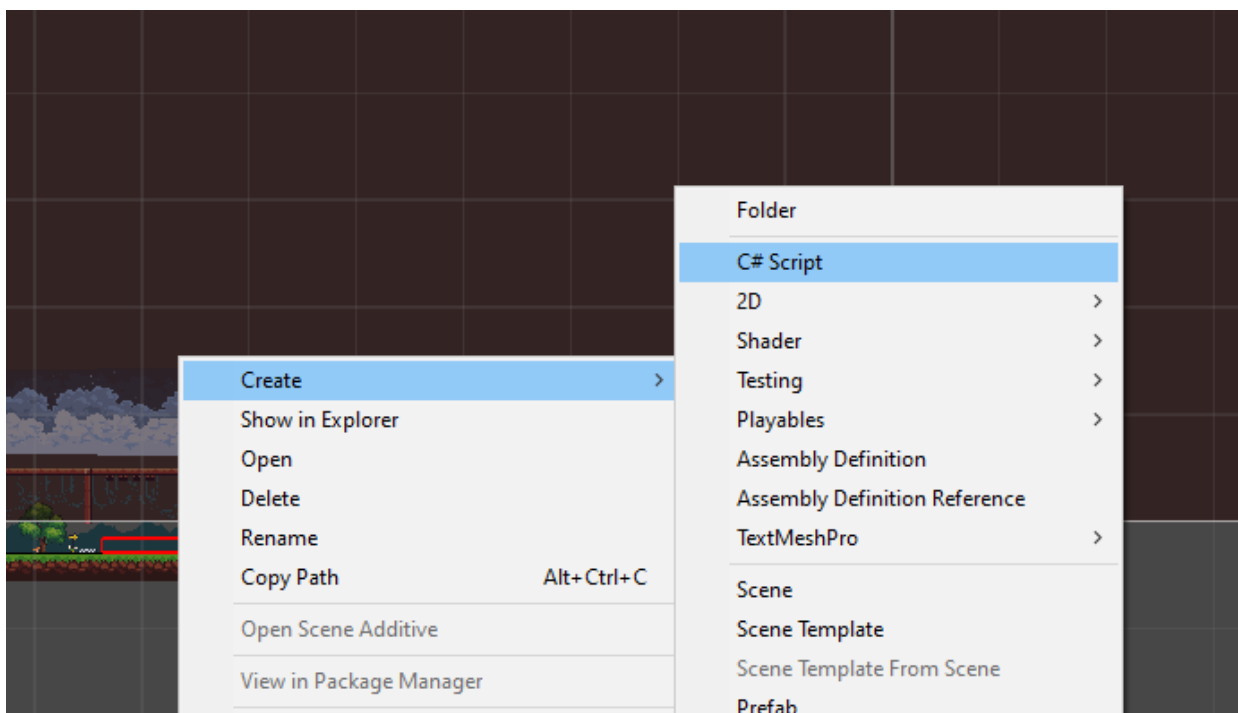 Folder
C# Script
2D
Shader
Testing
Playables
Assembly Definition
Assembly Definition Reference
TextMeshPro
Scene
Scene Template
Scene Template From Scene
Prefab
Create
Show in Explorer
Open
Delete
Rename
Copy Path Alt+Ctrl+C
Open Scene Additive
View in Package Manager